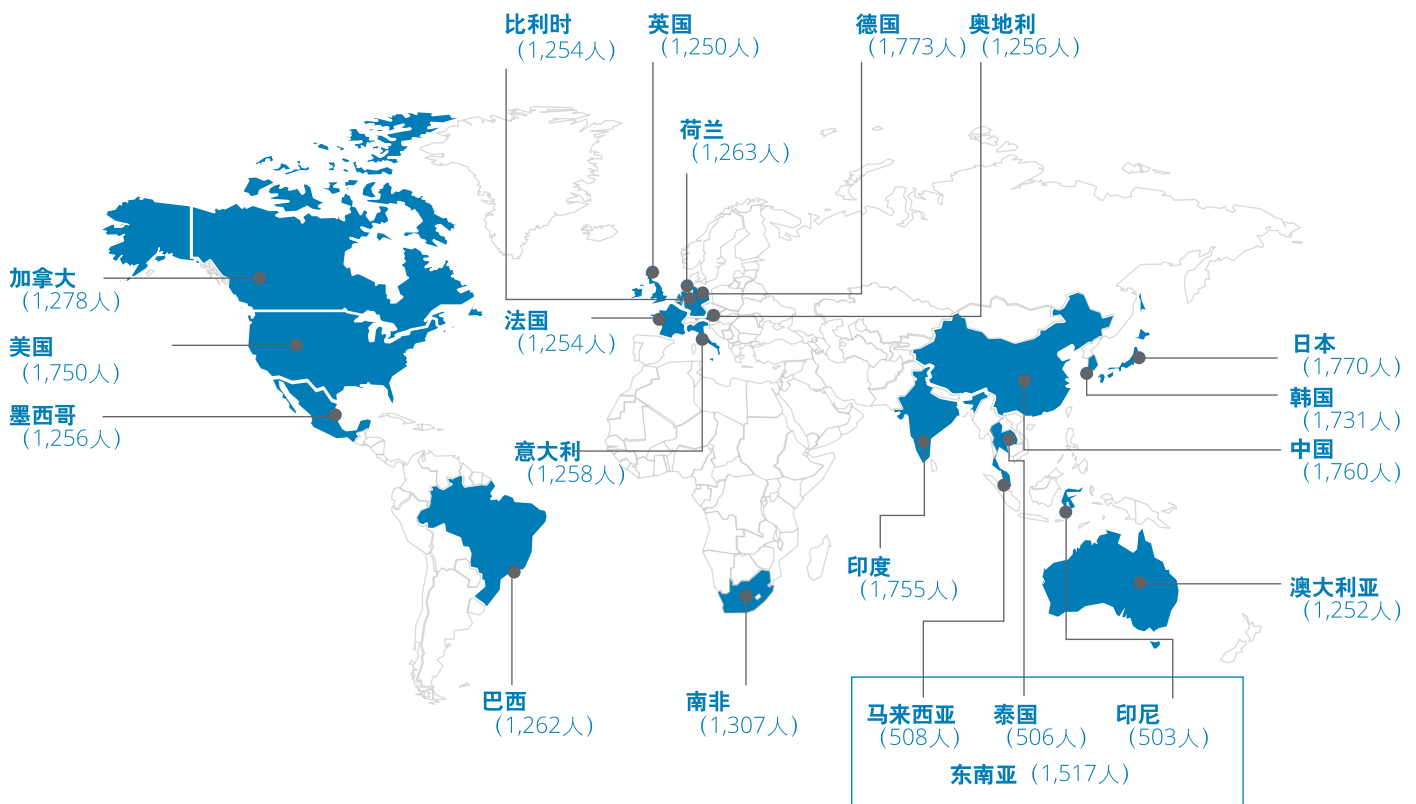 比利时
(1,254人)
英国
(1,250人)
德国
(1,773人)
奥地利
(1,256人)
荷兰
(1,263人)
加拿大
(1,278人)
美国
(1,750人)
墨西哥
(1,256人)
法国
(1,254人)
意大利
(1,258人)
日本
(1,770人)
韩国
(1,731人)
中国
(1,760人)
印度
(1,755人)
澳大利亚
(1,252人)
巴西
(1,262人)
南非
(1,307人)
马来西亚
(508人)
泰国
(506人)
印尼
(503人)
东南亚(1,517人)